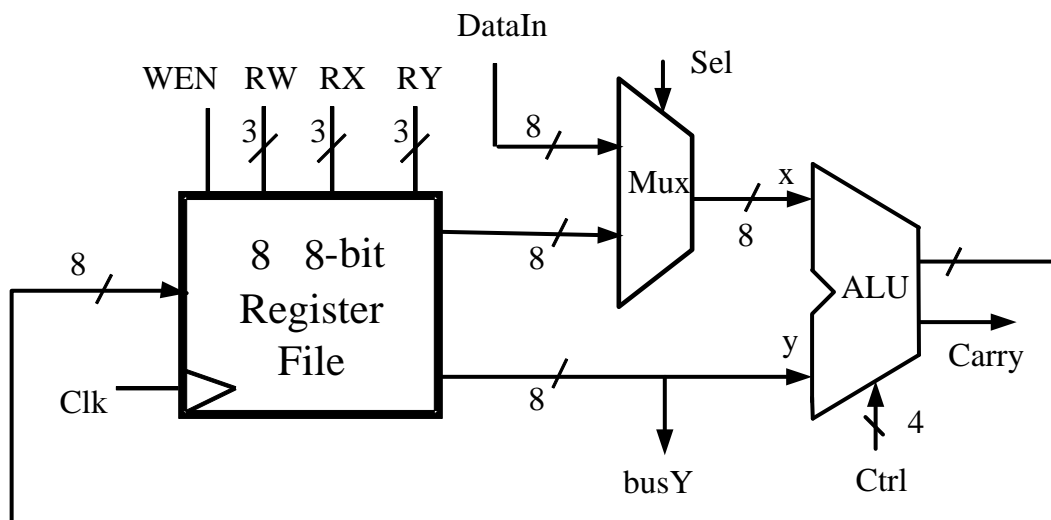 DataIn
Sel
WEN RW RX RY
3 3 3
8
Mux
x
8
8
8
8 8-bit
Register
File
8
ALU
y
Carry
Clk
8
4
busY
Ctrl